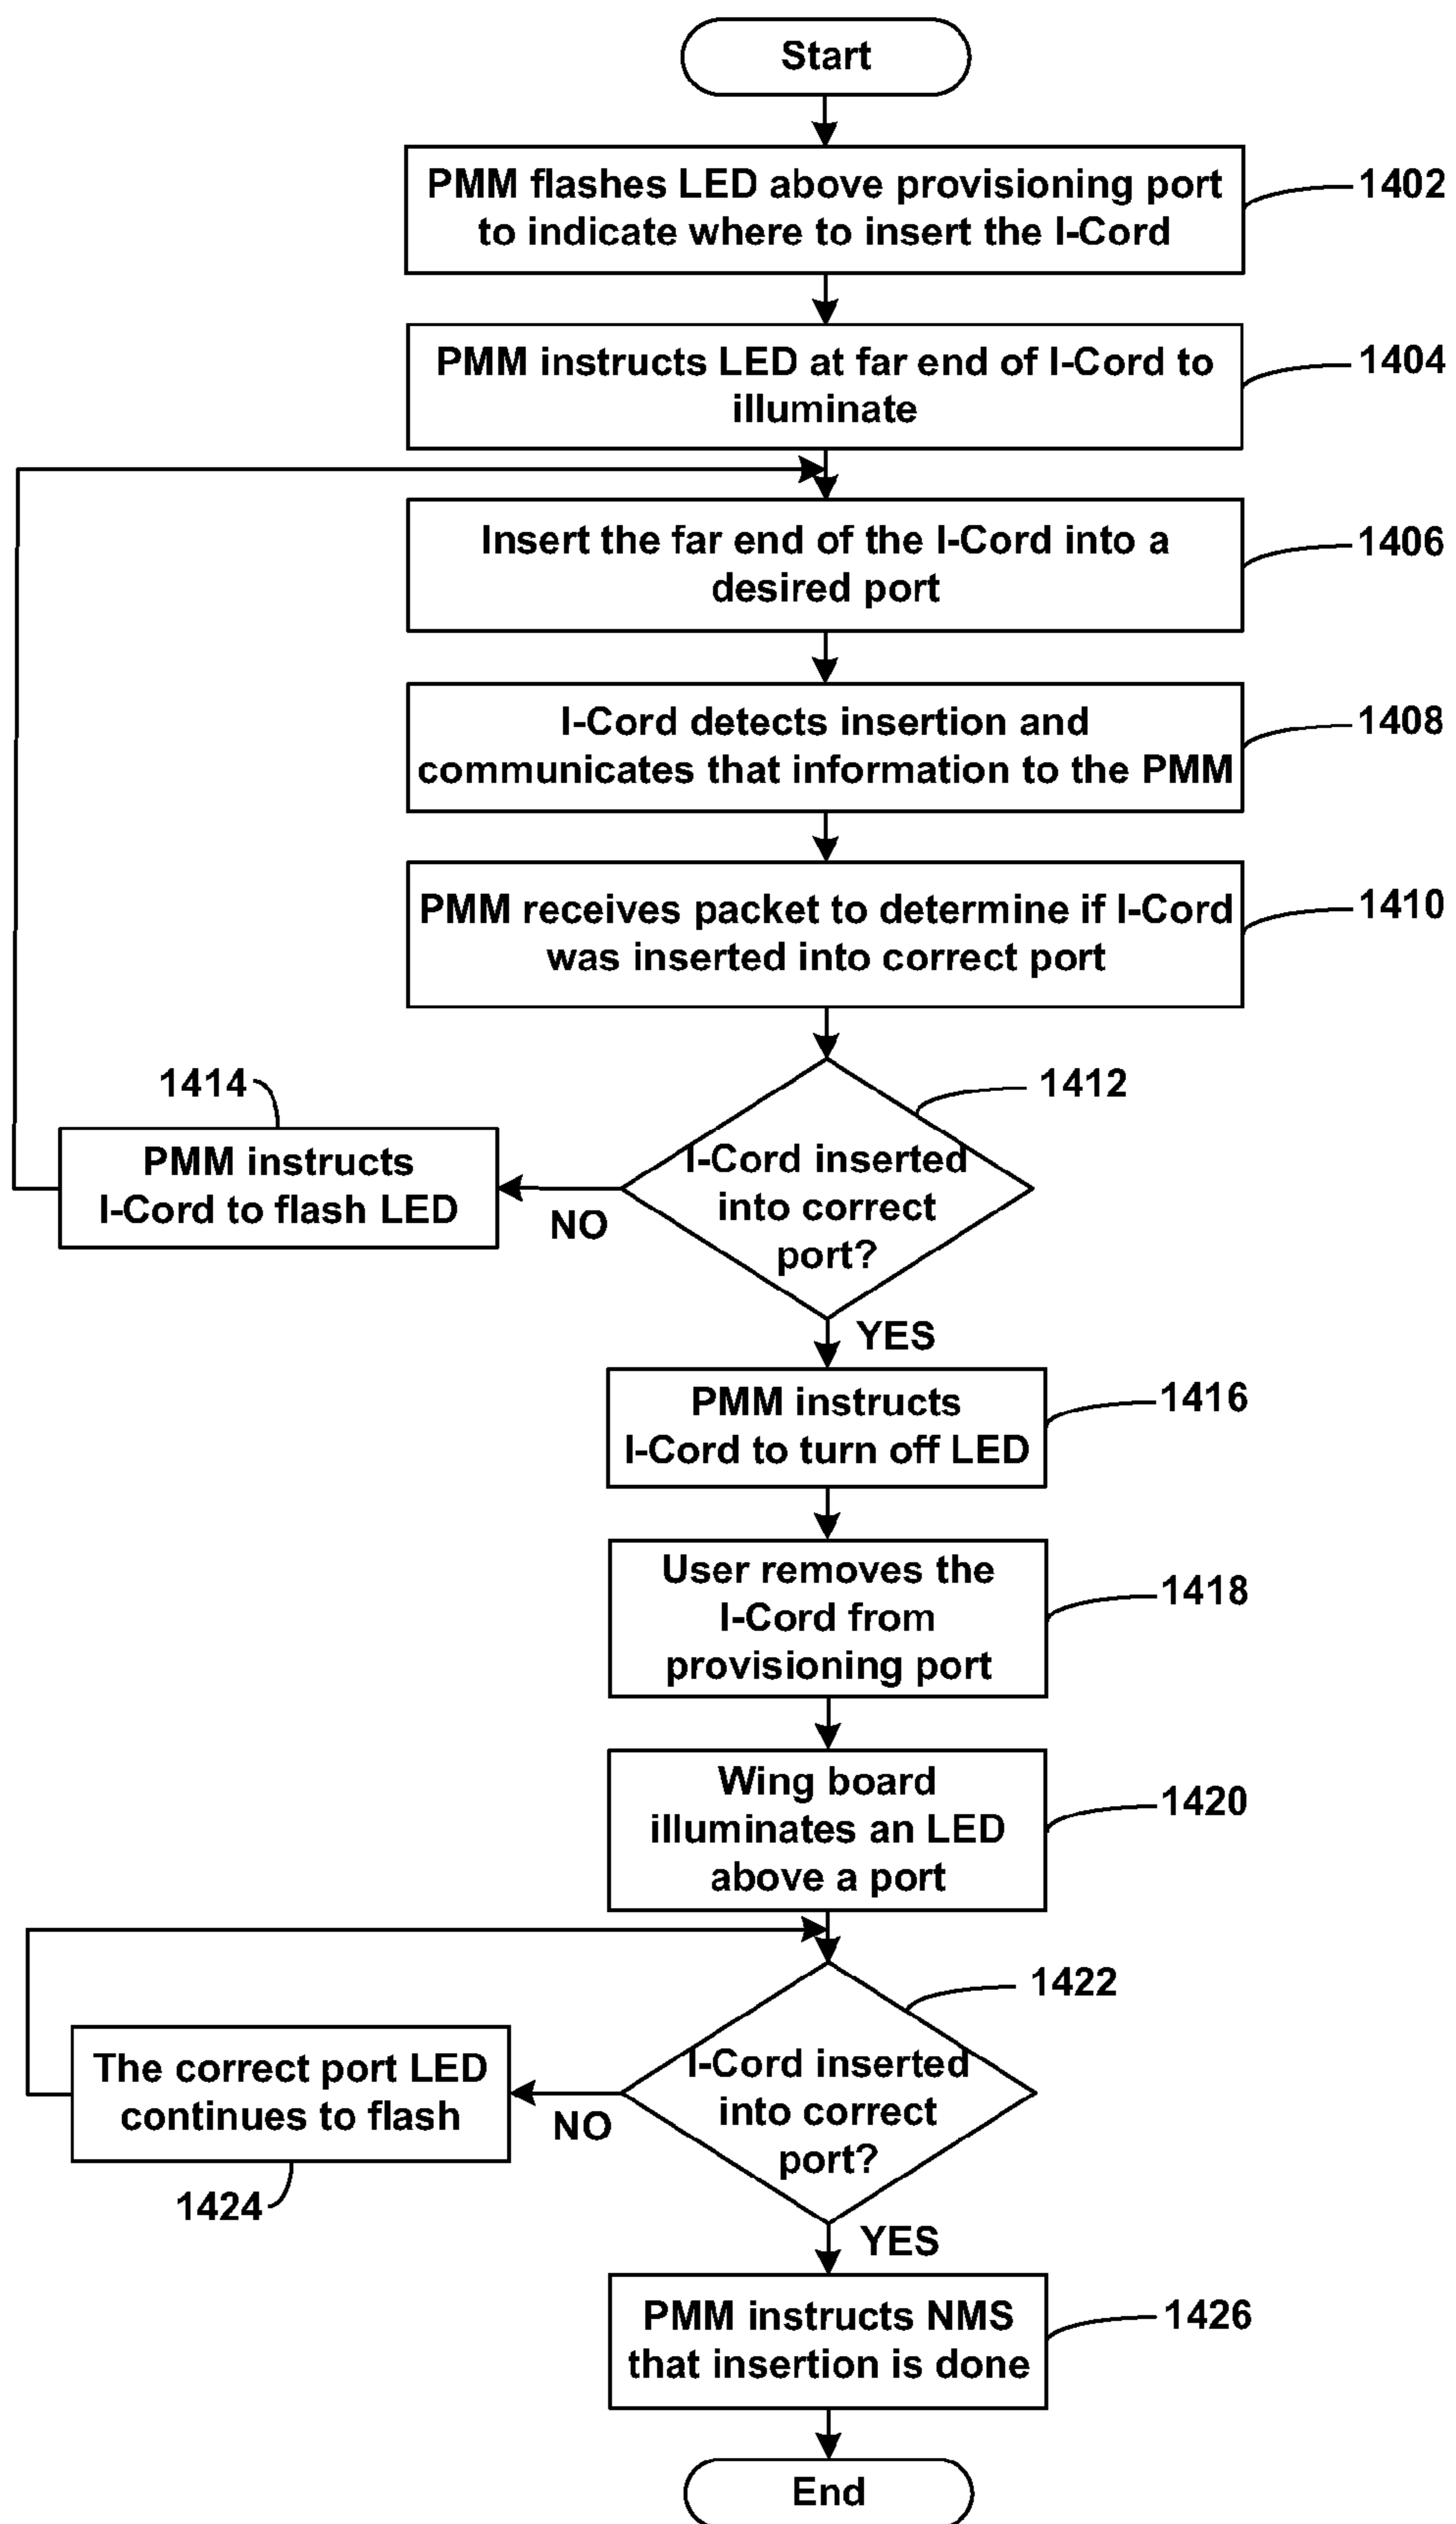 Start
PMM flashes LED above provisioning port
to indicate where to insert the I-Cord
1402
PMM instructs LED at far end of I-Cord to
illuminate
1404
Insert the far end of the I-Cord into a
desired port
1406
I-Cord detects insertion and
communicates that information to the PMM
1408
PMM receives packet to determine if I-Cord
was inserted into correct port
1410
I-Cord inserted
into correct
port?
1412
NO
1414
PMM instructs
I-Cord to flash LED
YES
PMM instructs
I-Cord to turn off LED
1416
User removes the
I-Cord from
provisioning port
1418
Wing board
illuminates an LED
above a port
1420
I-Cord inserted
into correct
port?
1422
NO
The correct port LED
continues to flash
1424
YES
PMM instructs NMS
that insertion is done
1426
End